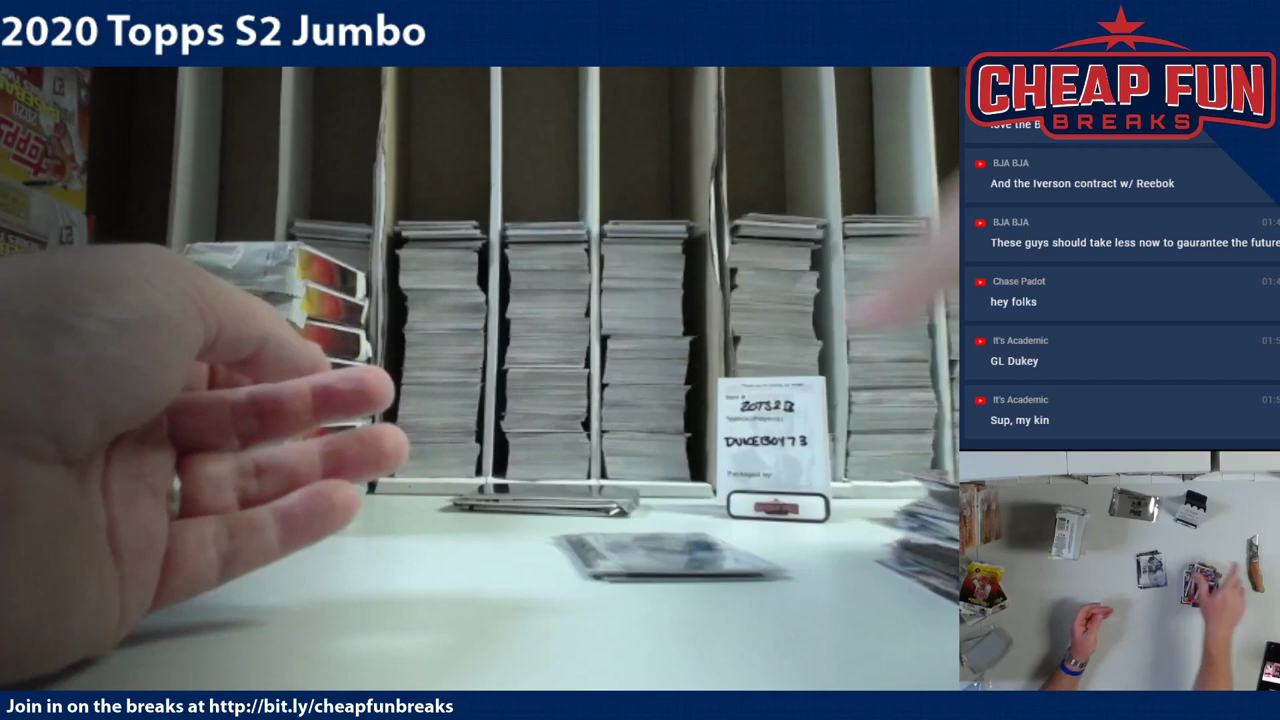 2020 Topps S2 Jumbo
CHEAP FUN
BREAKS
love the B
BJA BJA
And the Iverson contract w/ Reebok
BJA BJA
These guys should take less now to gaurantee the future
Chase Padot
hey folks
It's Academic
GL Dukey
It's Academic
Sup, my kin
DUKEBOY73
Packaged by:
Join in on the breaks at http://bit.ly/cheapfunbreaks